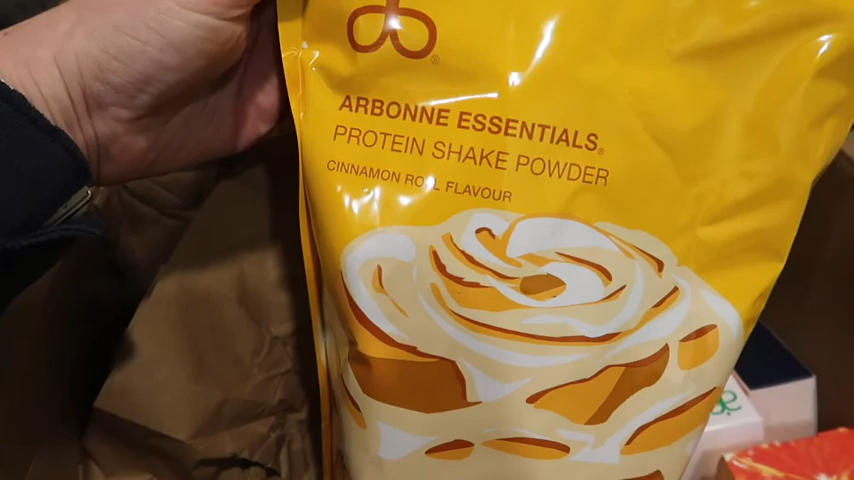 ARBONNE ESSENTIALS®
PROTEIN SHAKE POWDER
CINNAMON ROLL FLAVOUR